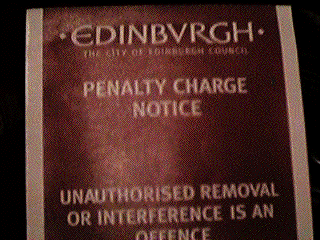 ·EDINBVRGH·
THE CITY OF EDINBURGH COUNCIL
PENALTY CHARGE
NOTICE
UNAUTHORISED REMOVAL
OR INTERFERENCE IS AN
OFFENCE